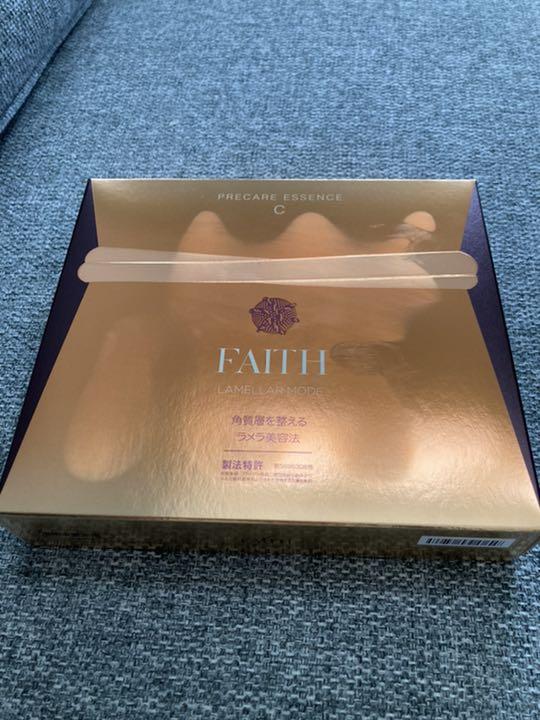 PRECARE ESSENCE
C
FAITH
LAMELLAR MODE
角質層を整える
ラメラ美容法
製法特許